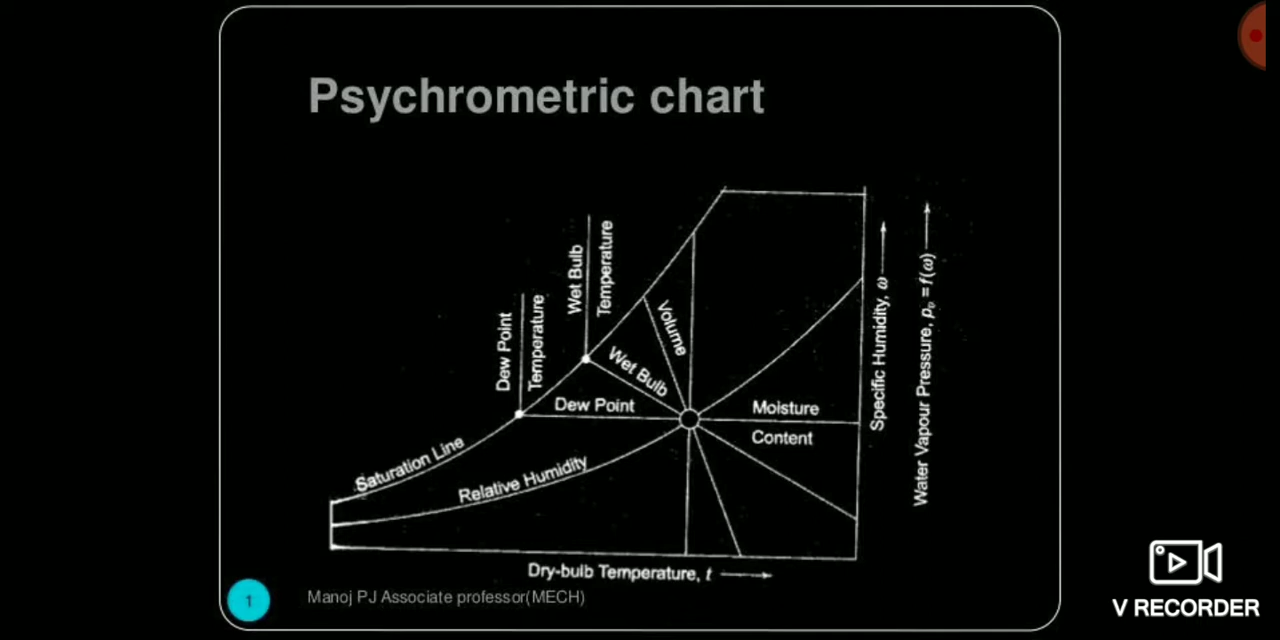 Psychrometric chart
Dew Point
Temperature
Wet Bulb
Temperature
Volume
Wet Bulb
Dew Point
Moisture
Content
Saturation Line
Relative Humidity
Specific Humidity, ω
Water Vapour Pressure, pᵥ = f(ω)
Dry-bulb Temperature, t
1
Manoj PJ Associate professor(MECH)
V RECORDER